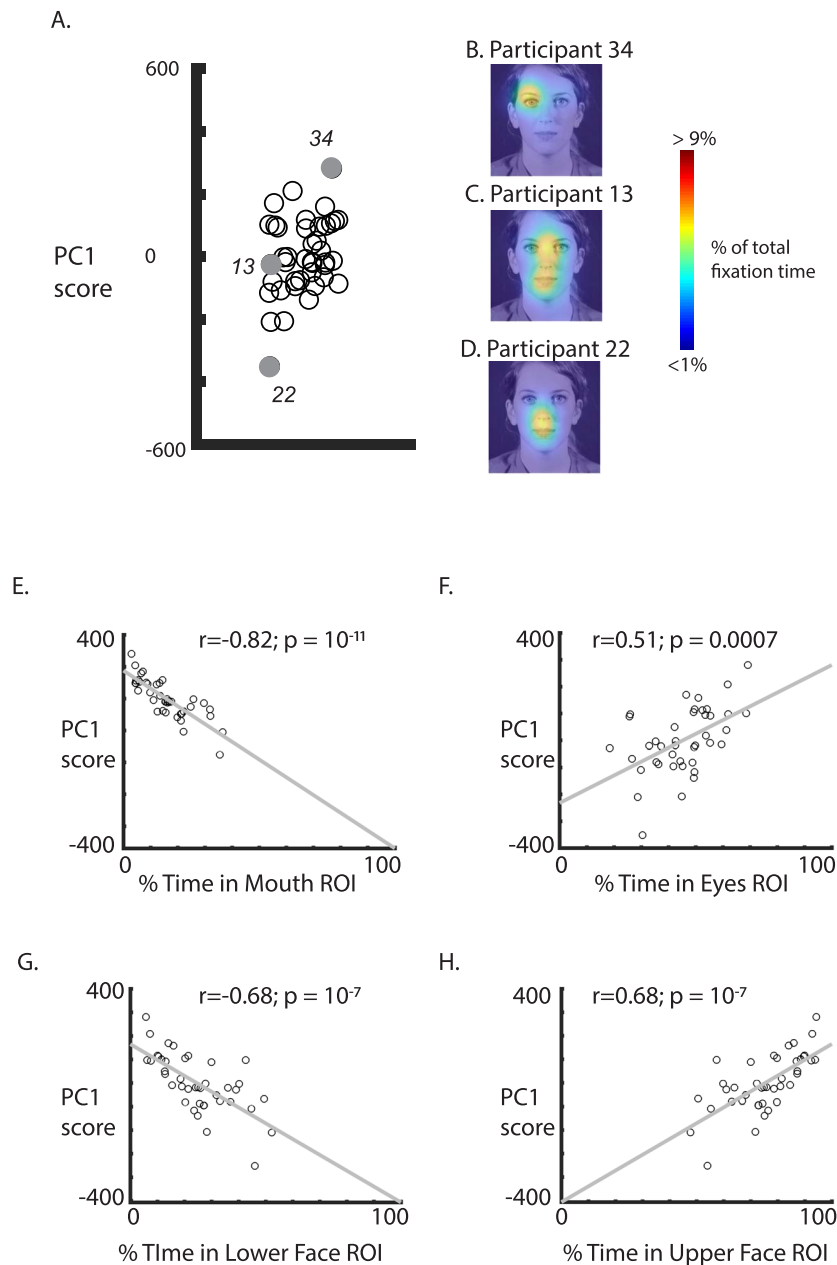 A.
600
34
0
PC1
score
13
22
-600
B. Participant 34
C. Participant 13
D. Participant 22
> 9%
% of total
fixation time
<1%
E.
400
r=-0.82; p = 10⁻¹¹
PC1
score
-400
0
100
% Time in Mouth ROI
F.
400
r=0.51; p = 0.0007
PC1
score
-400
0
100
% Time in Eyes ROI
G.
400
r=-0.68; p = 10⁻⁷
PC1
score
-400
0
100
% TIme in Lower Face ROI
H.
400
r=0.68; p = 10⁻⁷
PC1
score
-400
0
100
% Time in Upper Face ROI